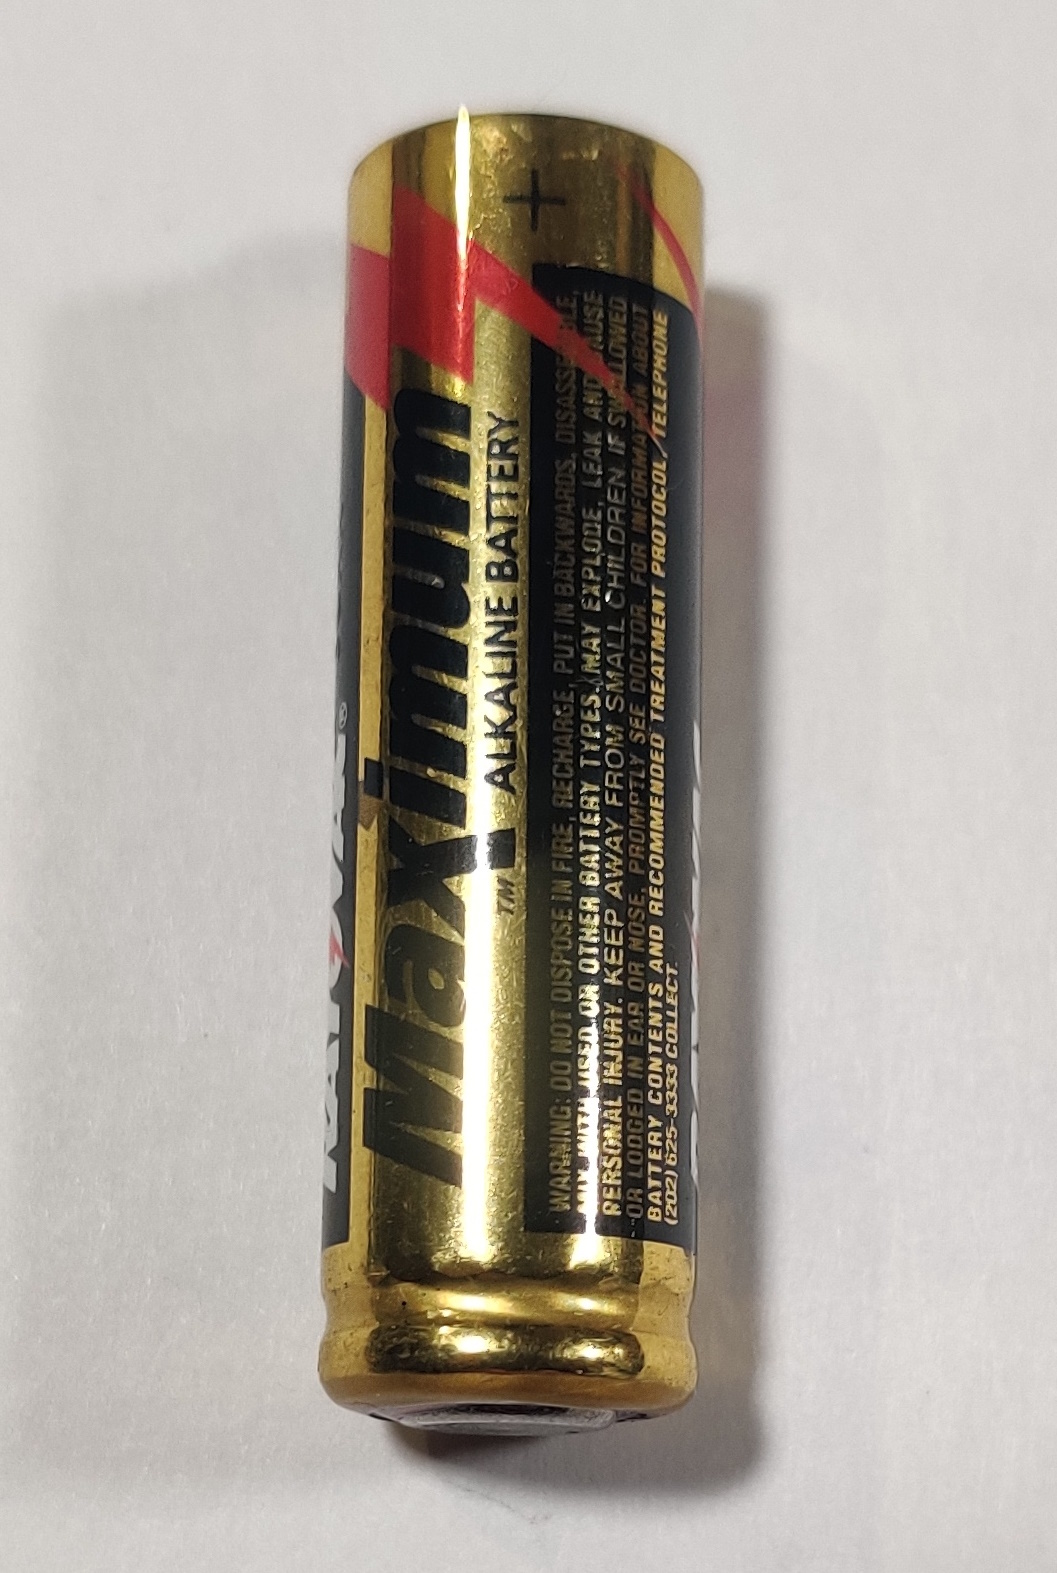 +
Maximum
™
ALKALINE BATTERY
WARNING: DO NOT DISPOSE IN FIRE, RECHARGE, PUT IN BACKWARDS, DISASSEMBLE,
MIX WITH USED OR OTHER BATTERY TYPES. MAY EXPLODE, LEAK AND CAUSE
PERSONAL INJURY. KEEP AWAY FROM SMALL CHILDREN. IF SWALLOWED
OR LODGED IN EAR OR NOSE, PROMPTLY SEE DOCTOR. FOR INFORMATION ABOUT
BATTERY CONTENTS AND RECOMMENDED TREATMENT PROTOCOL, TELEPHONE
(202) 625-3333 COLLECT.